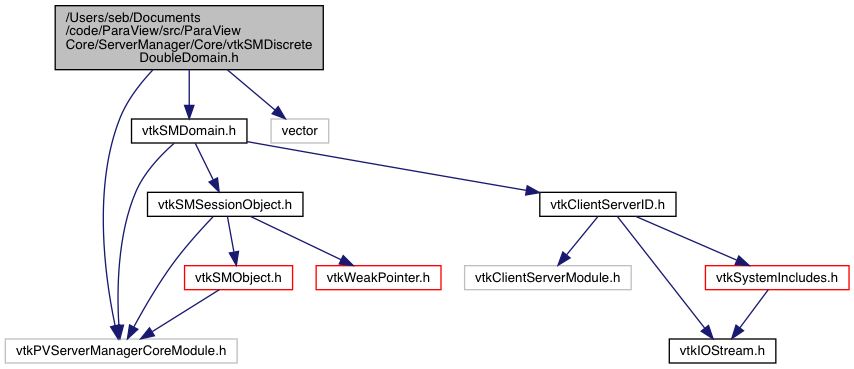 /Users/seb/Documents
/code/ParaView/src/ParaView
Core/ServerManager/Core/vtkSMDiscrete
DoubleDomain.h
vtkSMDomain.h
vector
vtkSMSessionObject.h
vtkClientServerID.h
vtkSMObject.h
vtkWeakPointer.h
vtkClientServerModule.h
vtkSystemIncludes.h
vtkPVServerManagerCoreModule.h
vtkIOStream.h